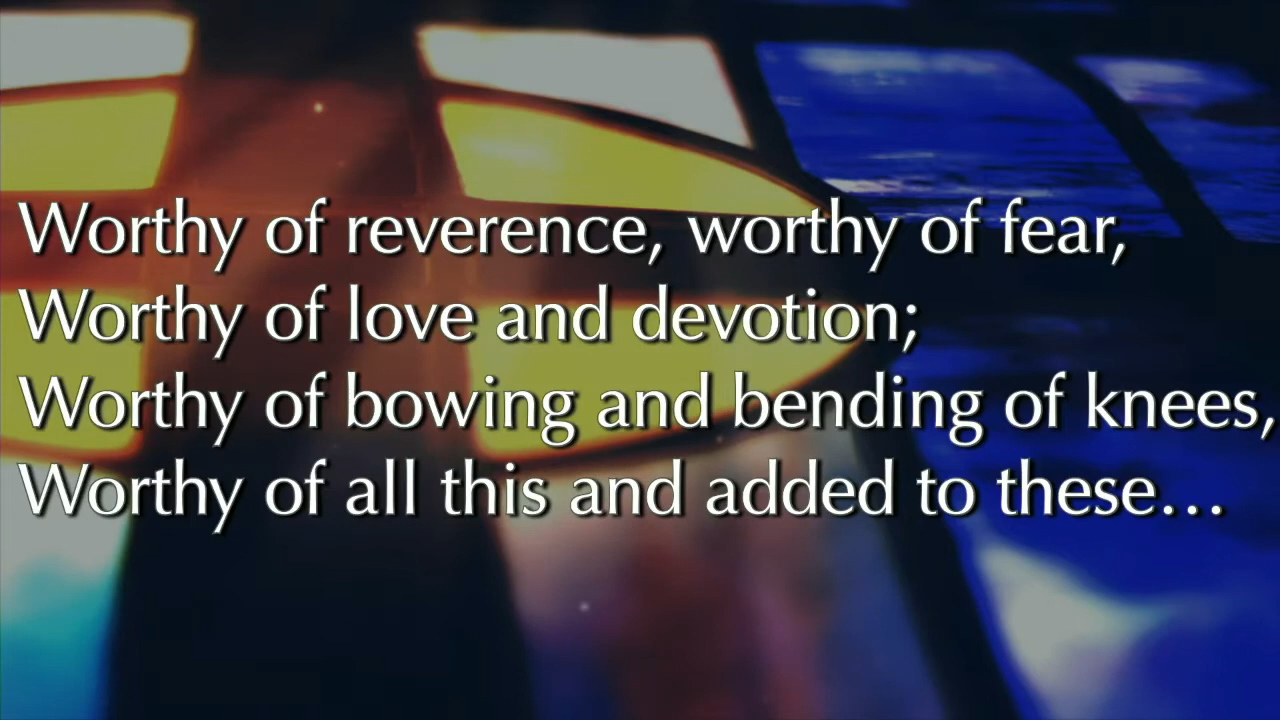 Worthy of reverence, worthy of fear,
Worthy of love and devotion;
Worthy of bowing and bending of knees,
Worthy of all this and added to these…